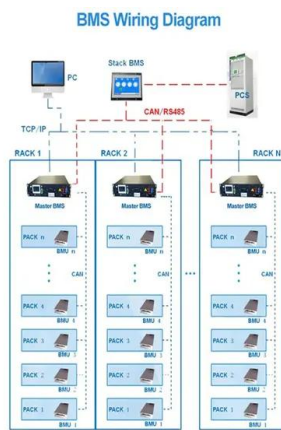 BMS Wiring Diagram
Stack BMS
PC
PCS
CAN/RS485
TCP/IP
RACK 1
RACK 2
RACK N
Master BMS
Master BMS
Master BMS
PACK n
PACK n
PACK n
BMU n
BMU n
BMU n
CAN
CAN
CAN
PACK 4
PACK 4
PACK 4
BMU 4
BMU 4
BMU 4
PACK 3
PACK 3
PACK 3
BMU 3
BMU 3
BMU 3
PACK 2
PACK 2
PACK 2
BMU 2
BMU 2
BMU 2
PACK 1
PACK 1
PACK 1
BMU 1
BMU 1
BMU 1